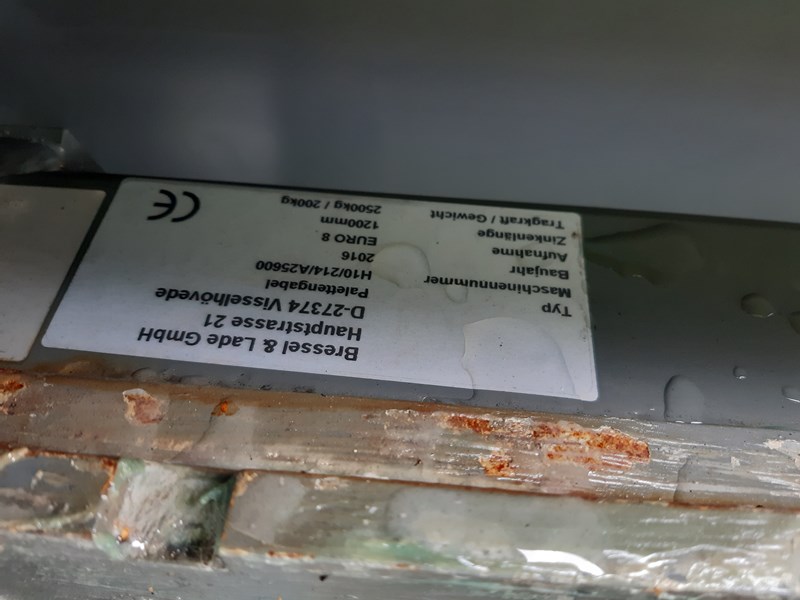 Bressel & Lade GmbH
Hauptstrasse 21
D-27374 Visselhövede
Typ Palettengabel
Maschinennummer H10/214/A25600
Baujahr 2016
Aufnahme EURO 8
Zinkenlänge 1200mm
Tragkraft / Gewicht 2500kg / 200kg
CE